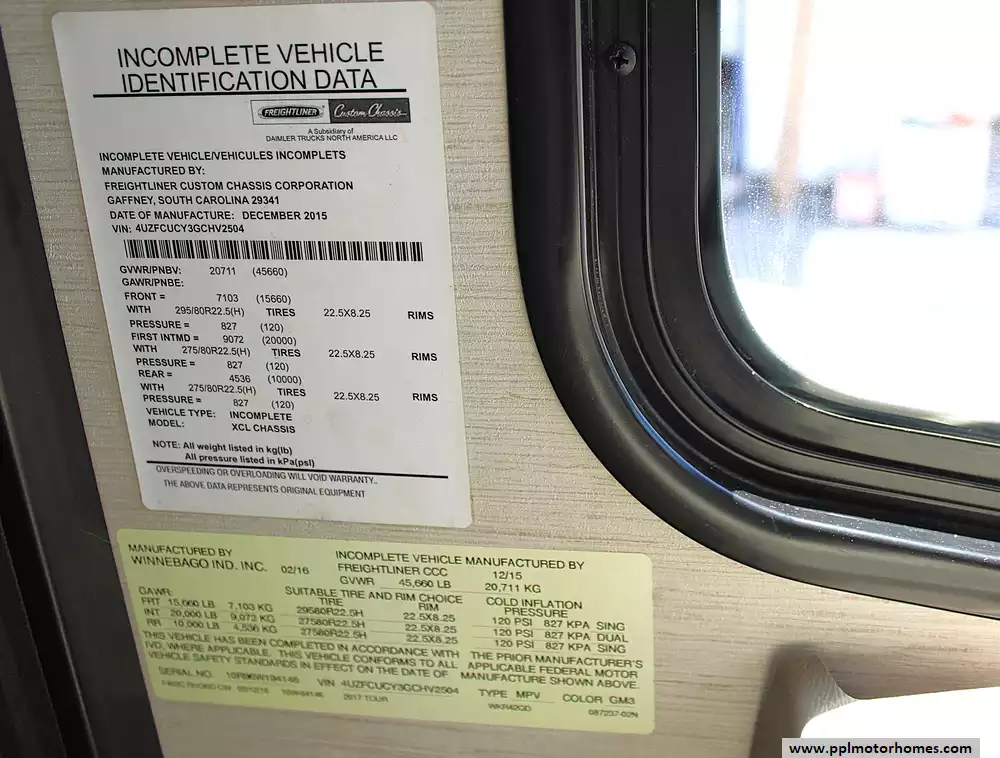 INCOMPLETE VEHICLE
IDENTIFICATION DATA
FREIGHTLINER Custom Chassis
A Subsidiary of
DAIMLER TRUCKS NORTH AMERICA LLC
INCOMPLETE VEHICLE/VEHICULES INCOMPLETS
MANUFACTURED BY:
FREIGHTLINER CUSTOM CHASSIS CORPORATION
GAFFNEY, SOUTH CAROLINA 29341
DATE OF MANUFACTURE: DECEMBER 2015
VIN: 4UZFCUCY3GCHV2504
GVWR/PNBV: 20711 (45660)
GAWR/PNBE:
FRONT = 7103 (15660)
WITH 295/80R22.5(H) TIRES 22.5X8.25 RIMS
PRESSURE = 827 (120)
FIRST INTMD = 9072 (20000)
WITH 275/80R22.5(H) TIRES 22.5X8.25 RIMS
PRESSURE = 827 (120)
REAR = 4536 (10000)
WITH 275/80R22.5(H) TIRES 22.5X8.25 RIMS
PRESSURE = 827 (120)
VEHICLE TYPE: INCOMPLETE
MODEL: XCL CHASSIS
NOTE: All weight listed in kg(lb)
All pressure listed in kPa(psi)
OVERSPEEDING OR OVERLOADING WILL VOID WARRANTY..
THE ABOVE DATA REPRESENTS ORIGINAL EQUIPMENT
MANUFACTURED BY INCOMPLETE VEHICLE MANUFACTURED BY
WINNEBAGO IND. INC. 02/16 FREIGHTLINER CCC 12/15
GVWR 45,660 LB 20,711 KG
GAWR: SUITABLE TIRE AND RIM CHOICE COLD INFLATION
TIRE RIM PRESSURE
FRT 15,660 LB 7,103 KG 29580R22.5H 22.5X8.25 120 PSI 827 KPA SING
INT 20,000 LB 9,072 KG 27580R22.5H 22.5X8.25 120 PSI 827 KPA DUAL
RR 10,000 LB 4,536 KG 27580R22.5H 22.5X8.25 120 PSI 827 KPA SING
THIS VEHICLE HAS BEEN COMPLETED IN ACCORDANCE WITH THE PRIOR MANUFACTURER'S
IVD, WHERE APPLICABLE. THIS VEHICLE CONFORMS TO ALL APPLICABLE FEDERAL MOTOR
VEHICLE SAFETY STANDARDS IN EFFECT ON THE DATE OF MANUFACTURE SHOWN ABOVE.
SERIAL NO. VIN 4UZFCUCY3GCHV2504 TYPE MPV COLOR GM3
2017 TOUR WKR42QD 087237-02N
www.pplmotorhomes.com